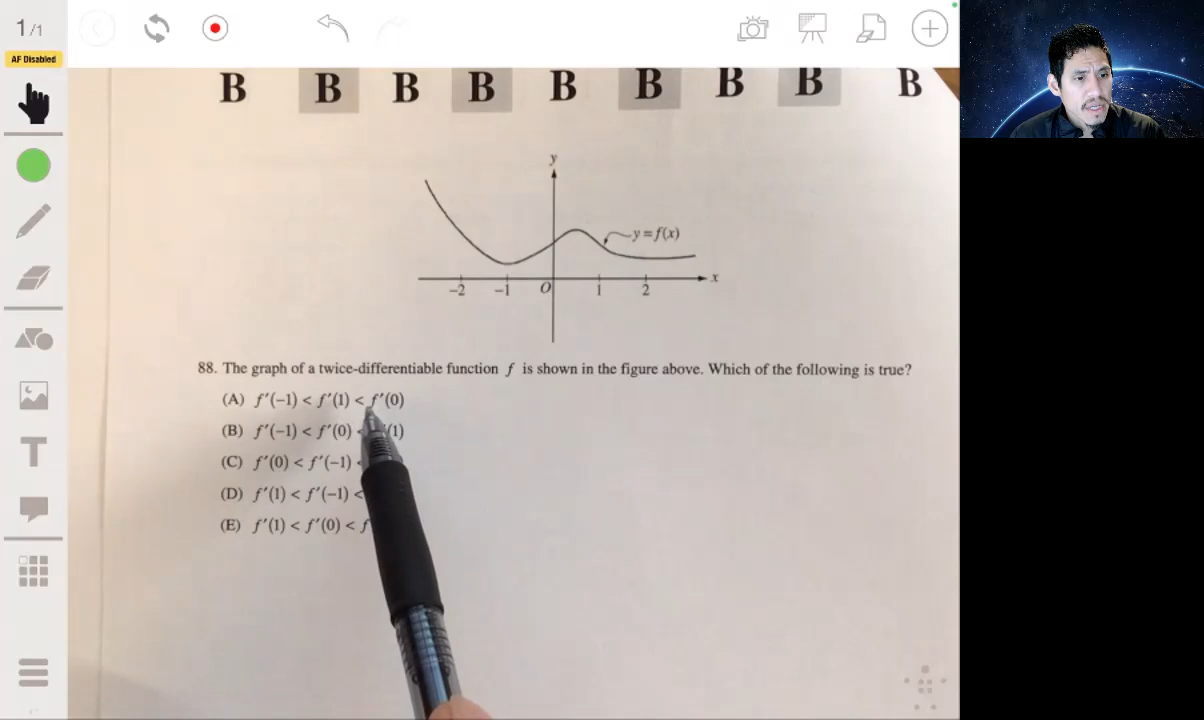 1/1
AF Disabled
B B B B B B B B B
y
y = f(x)
-2 -1 O 1 2 x
88. The graph of a twice-differentiable function f is shown in the figure above. Which of the following is true?
(A) f′(−1) < f′(1) < f′(0)
(B) f′(−1) < f′(0) < (1)
(C) f′(0) < f′(−1) <
(D) f′(1) < f′(−1) <
(E) f′(1) < f′(0) < f
T